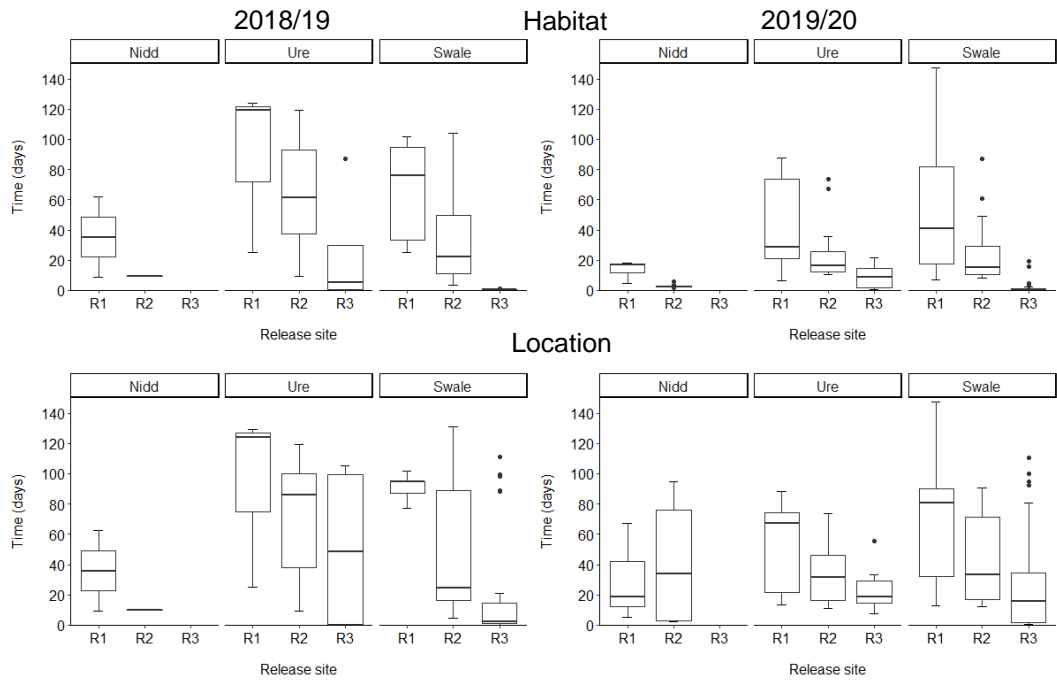 2018/19 Habitat 2019/20
Nidd Ure Swale Nidd Ure Swale
140 140
120 120
100 100
80 80
Time (days) Time (days)
60 60
40 40
20 20
0 0
R1 R2 R3 R1 R2 R3 R1 R2 R3 R1 R2 R3 R1 R2 R3 R1 R2 R3
Release site Release site
Location
Nidd Ure Swale Nidd Ure Swale
140 140
120 120
100 100
80 80
Time (days) Time (days)
60 60
40 40
20 20
0 0
R1 R2 R3 R1 R2 R3 R1 R2 R3 R1 R2 R3 R1 R2 R3 R1 R2 R3
Release site Release site